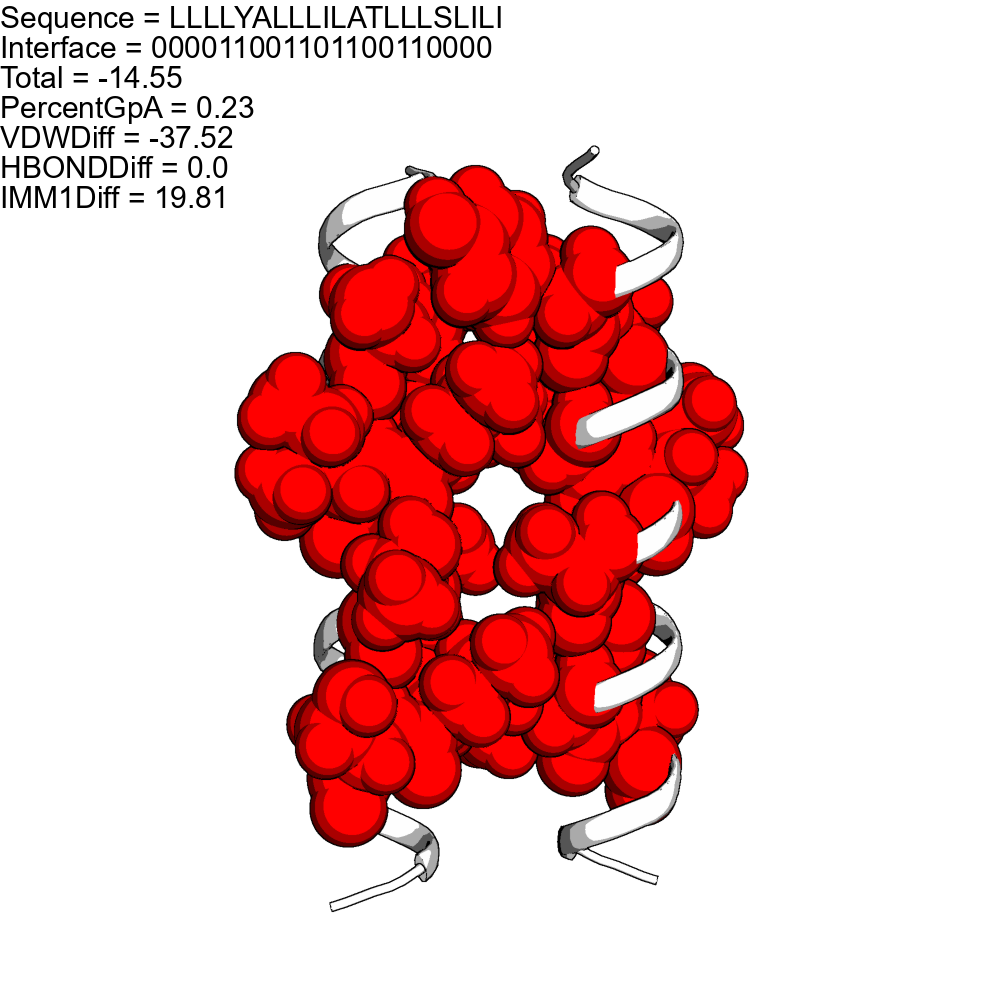 Sequence = LLLLYALLLILATLLLSLILI
Interface = 000011001101100110000
Total = -14.55
PercentGpA = 0.23
VDWDiff = -37.52
HBONDDiff = 0.0
IMM1Diff = 19.81